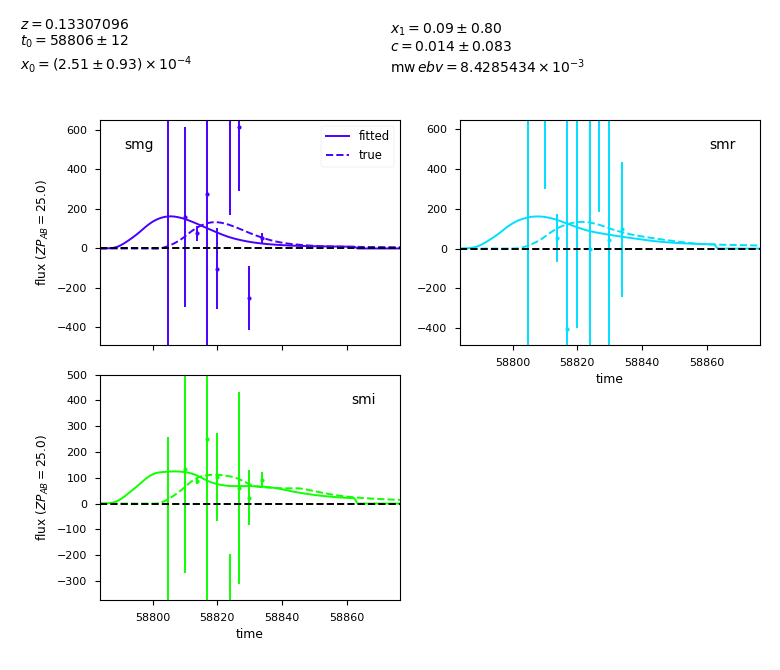 z = 0.13307096
t₀ = 58806 ± 12
x₀ = (2.51 ± 0.93) × 10⁻⁴
x₁ = 0.09 ± 0.80
c = 0.014 ± 0.083
mw ebv = 8.4285434 × 10⁻³
smg
fitted
true
600
400
200
0
−200
−400
flux (ZP_AB = 25.0)
smr
600
400
200
0
−200
−400
58800 58820 58840 58860
time
smi
500
400
300
200
100
0
−100
−200
−300
flux (ZP_AB = 25.0)
58800 58820 58840 58860
time